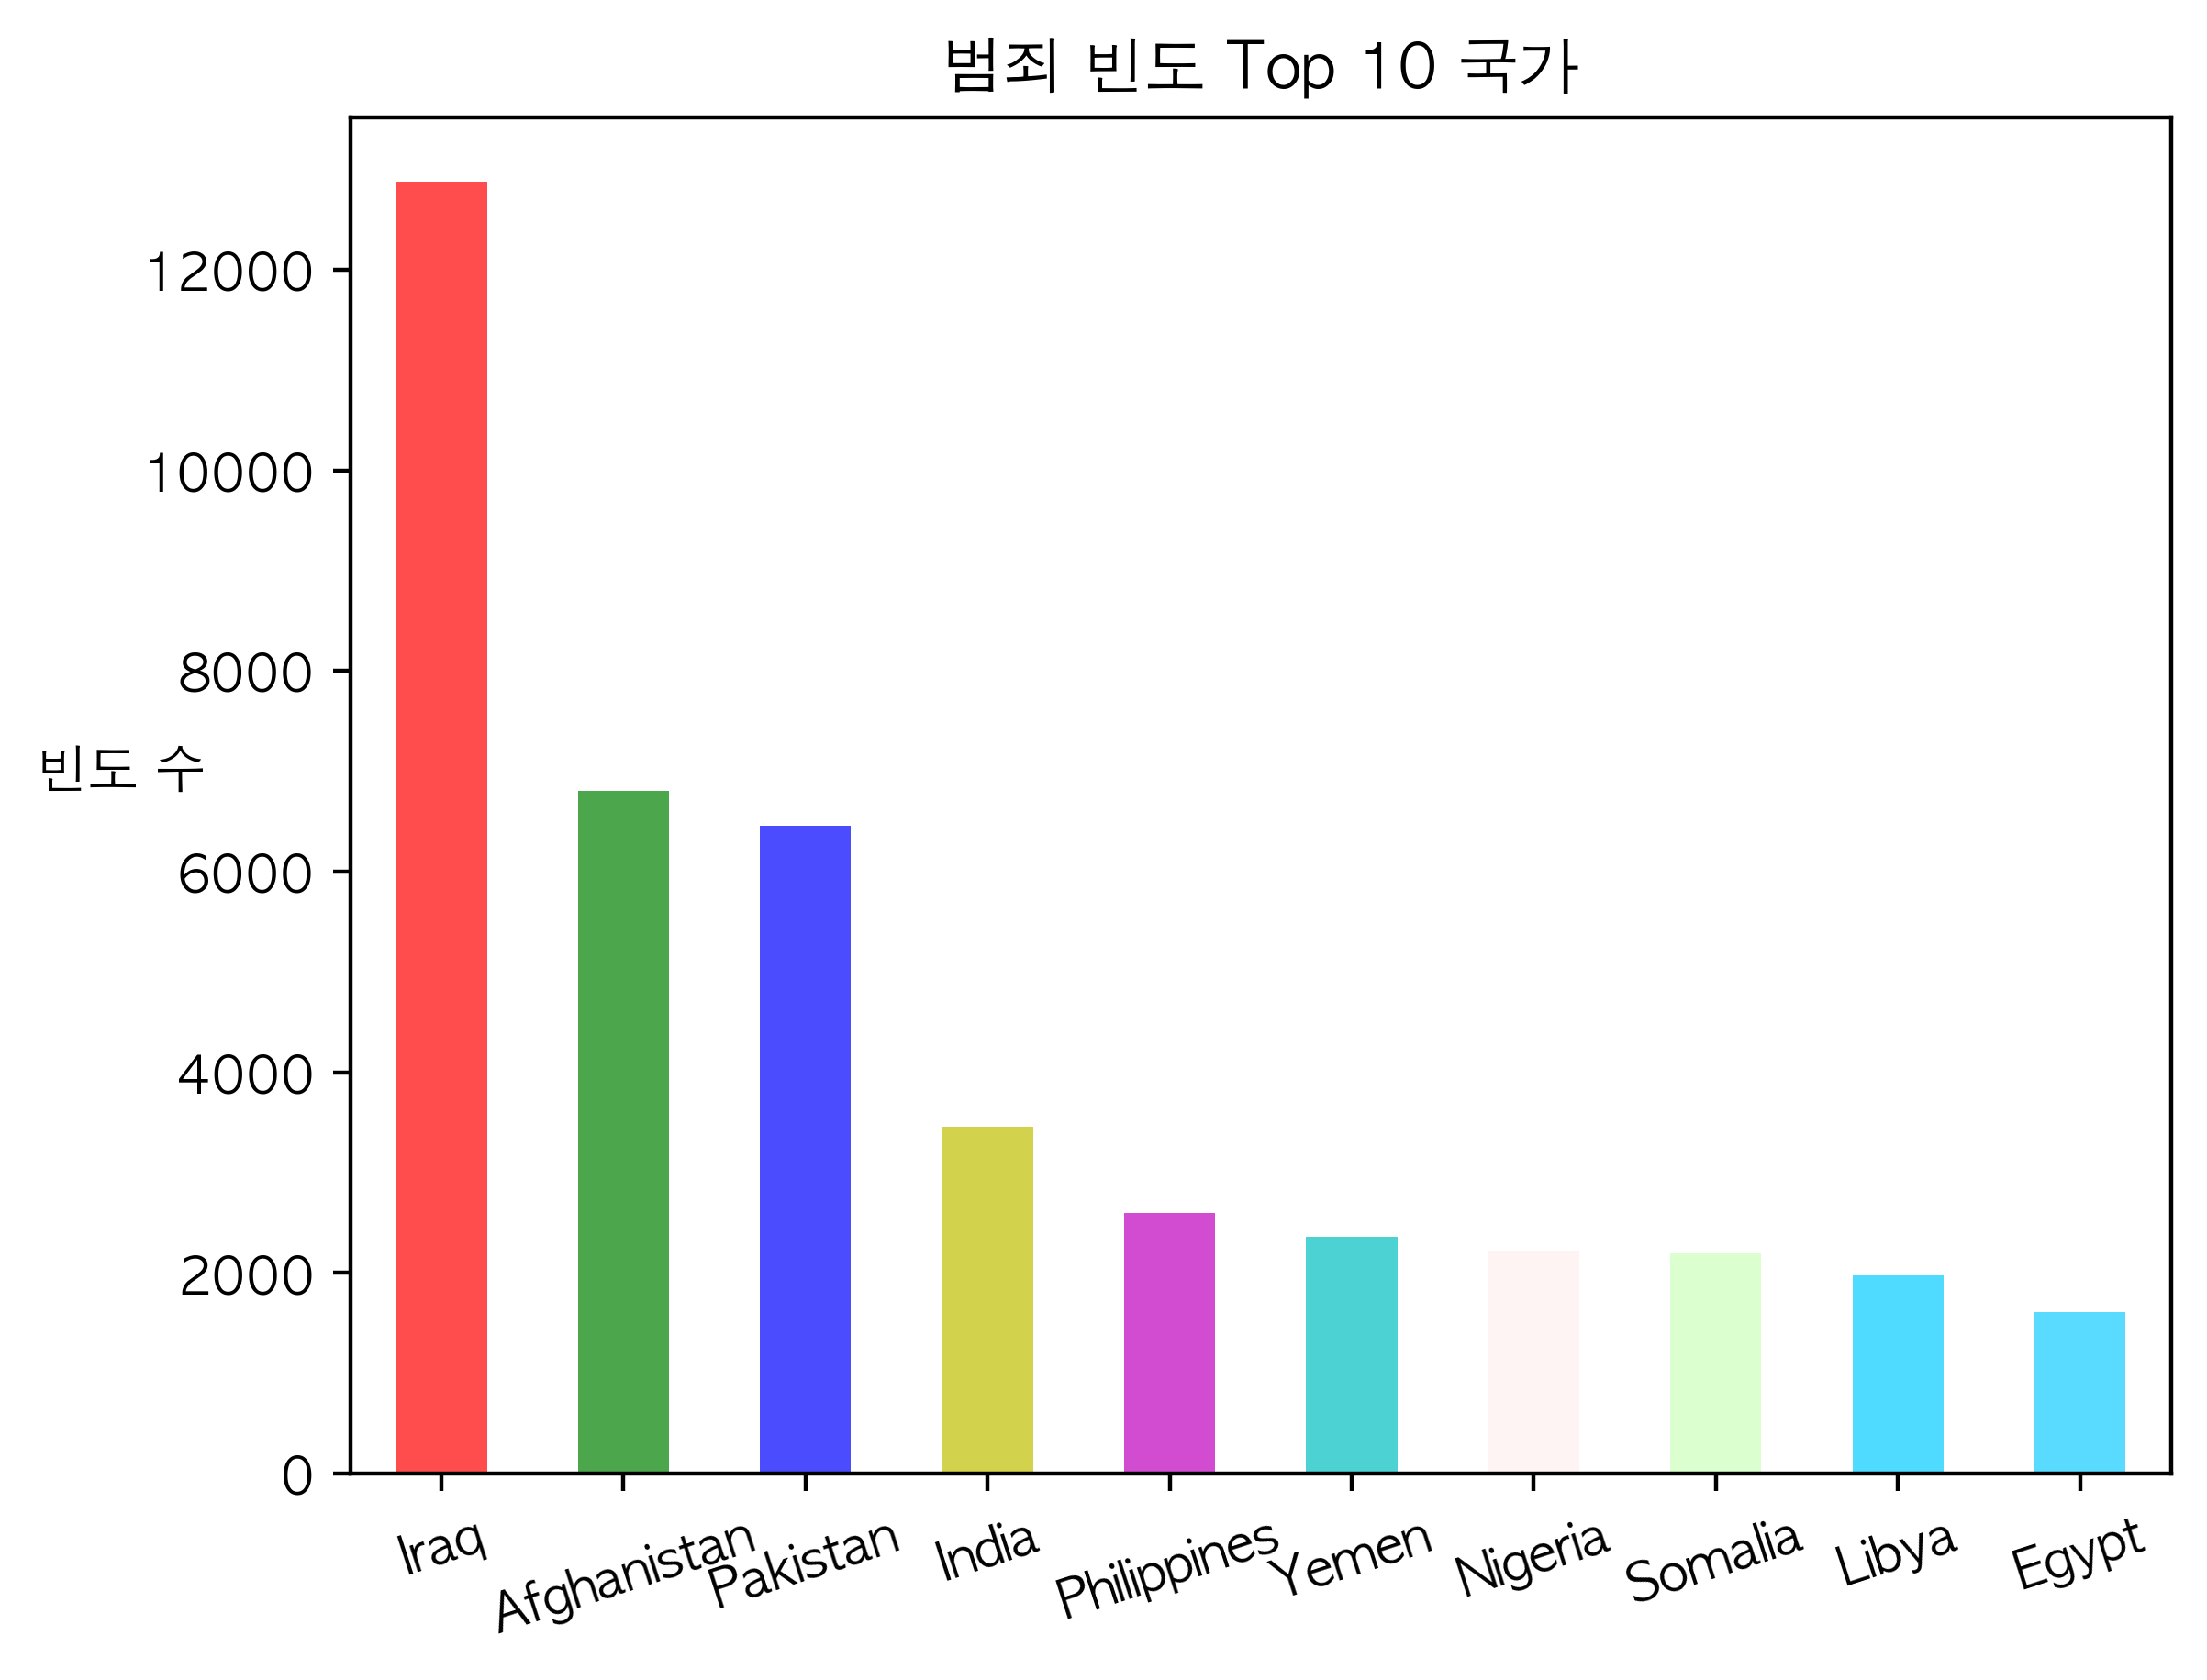 범죄 빈도 Top 10 국가
12000
10000
8000
빈도 수
6000
4000
2000
0
Iraq
Afghanistan
Pakistan
India
Philippines
Yemen
Nigeria
Somalia
Libya
Egypt